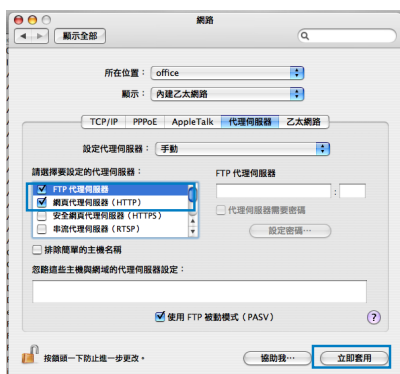 網路
顯示全部
所在位置： office
顯示： 內建乙太網路
TCP/IP PPPoE AppleTalk 代理伺服器 乙太網路
設定代理伺服器： 手動
請選擇要設定的代理伺服器： FTP 代理伺服器
FTP 代理伺服器 :
網頁代理伺服器（HTTP）
安全網頁代理伺服器（HTTPS） 代理伺服器需要密碼
串流代理伺服器（RTSP） 設定密碼…
排除簡單的主機名稱
忽略這些主機與網域的代理伺服器設定：
使用 FTP 被動模式（PASV） ?
按鎖頭一下防止進一步更改。 協助我… 立即套用